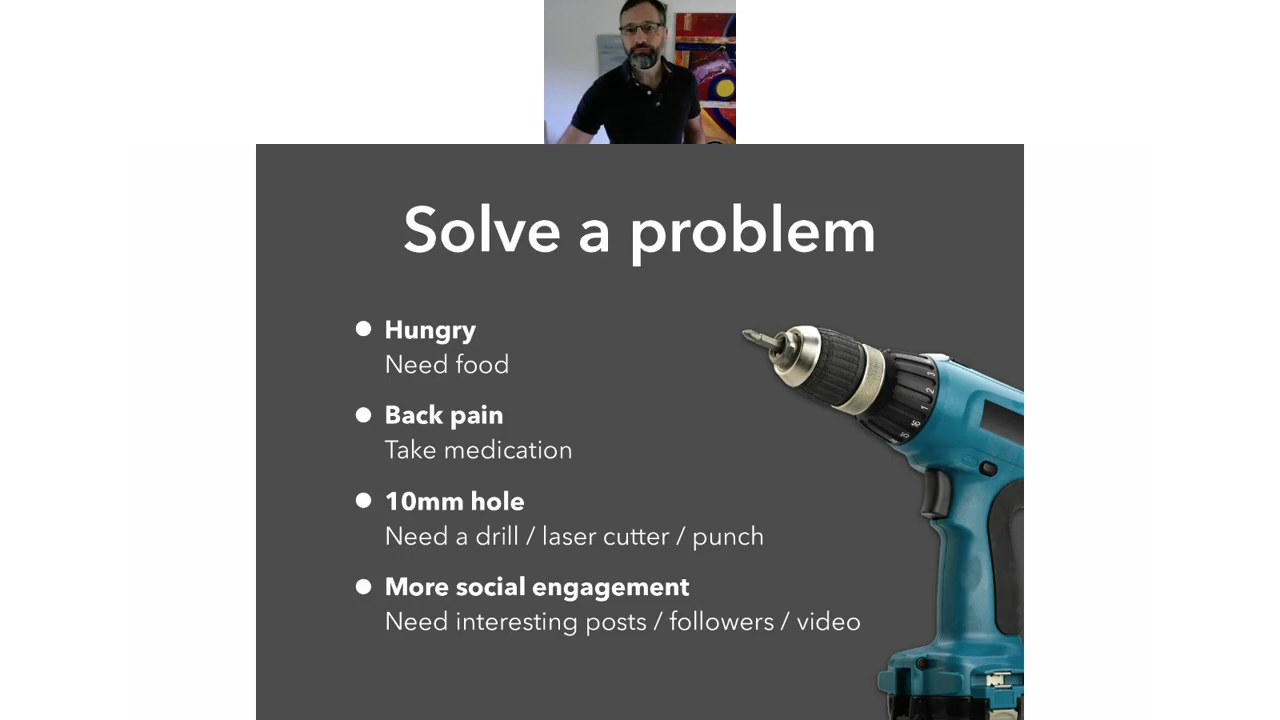 Solve a problem
Hungry
Need food
Back pain
Take medication
10mm hole
Need a drill / laser cutter / punch
More social engagement
Need interesting posts / followers / video